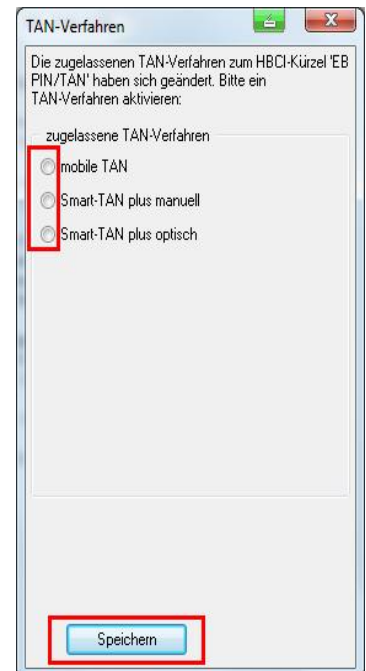 TAN-Verfahren
Die zugelassenen TAN-Verfahren zum HBCI-Kürzel 'EB
PIN/TAN' haben sich geändert. Bitte ein
TAN-Verfahren aktivieren:
zugelassene TAN-Verfahren
mobile TAN
Smart-TAN plus manuell
Smart-TAN plus optisch
Speichern